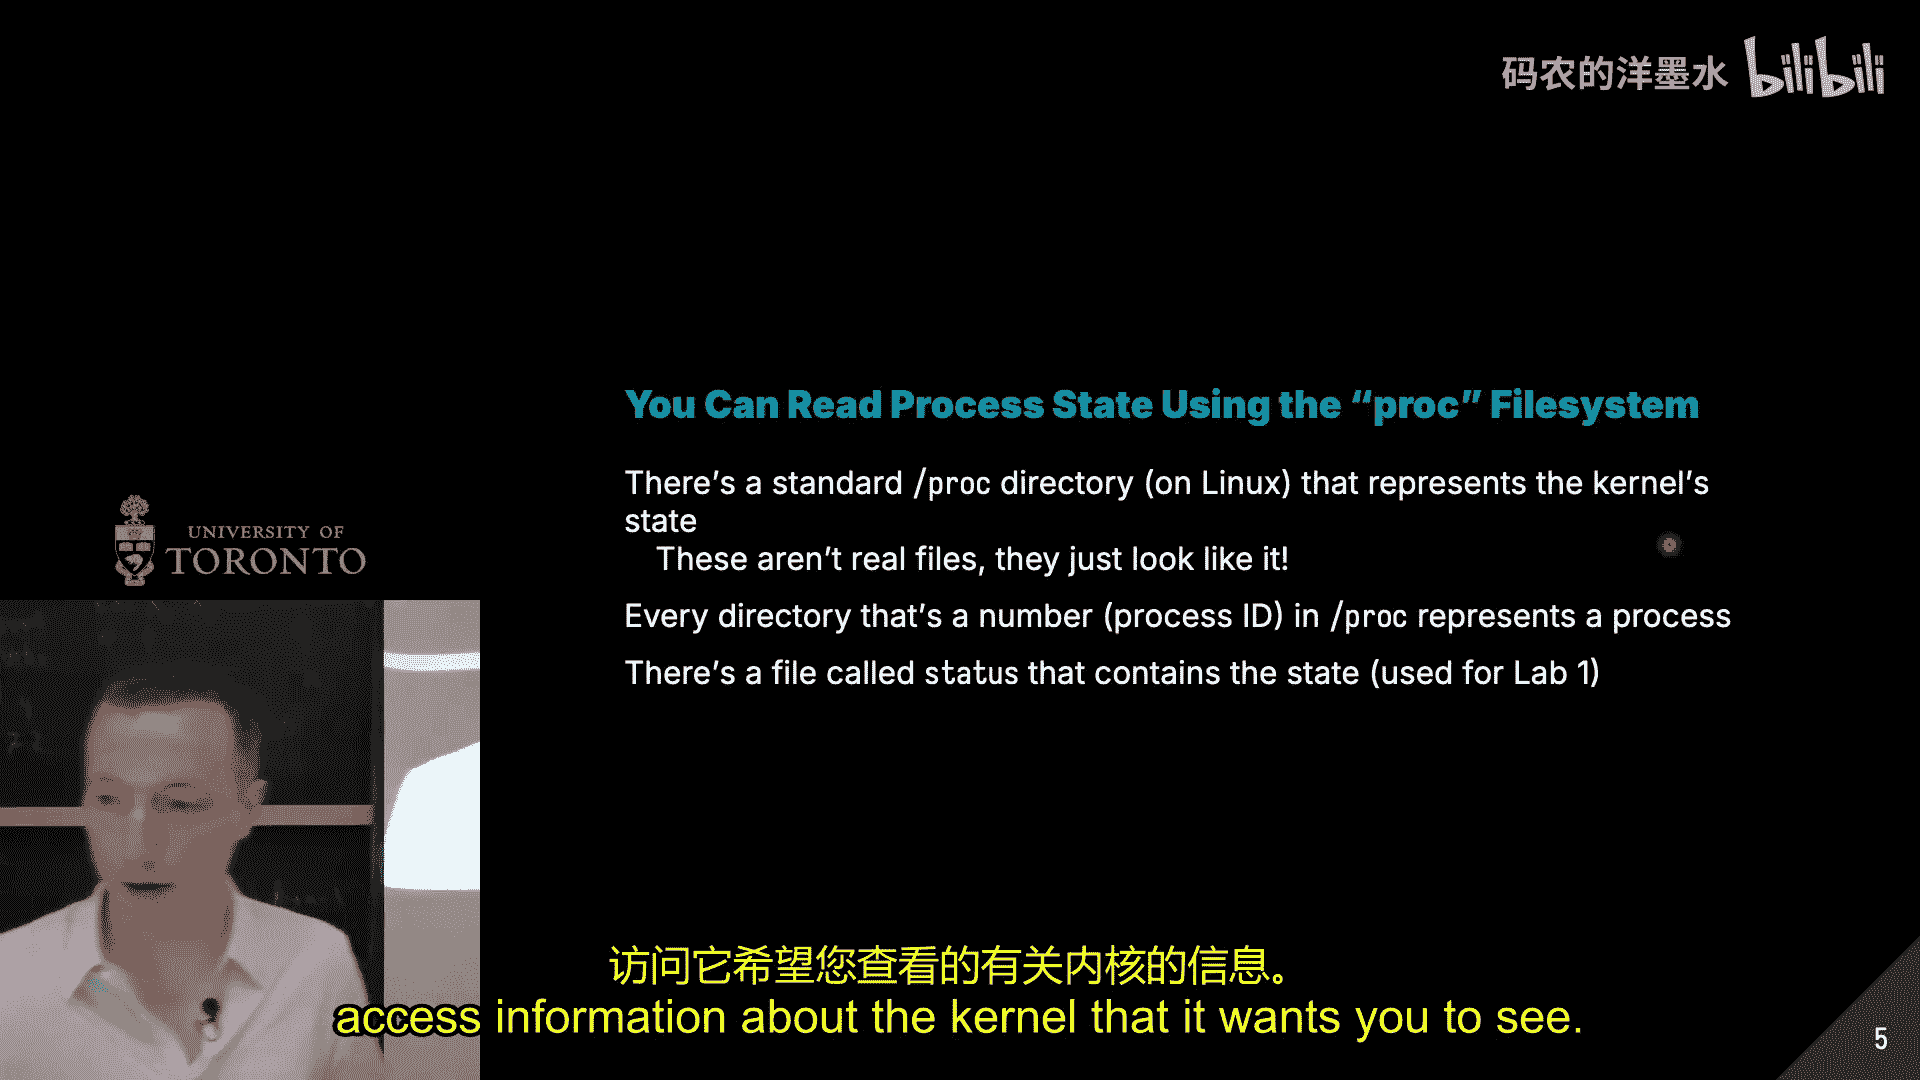 码农的洋墨水 bilibili
You Can Read Process State Using the “proc” Filesystem
There’s a standard /proc directory (on Linux) that represents the kernel’s
state
These aren’t real files, they just look like it!
Every directory that’s a number (process ID) in /proc represents a process
There’s a file called status that contains the state (used for Lab 1)
UNIVERSITY OF
TORONTO
访问它希望您查看的有关内核的信息。
access information about the kernel that it wants you to see.
5